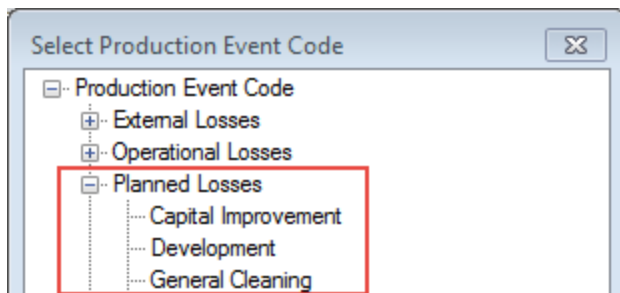 Select Production Event Code
Production Event Code
External Losses
Operational Losses
Planned Losses
Capital Improvement
Development
General Cleaning